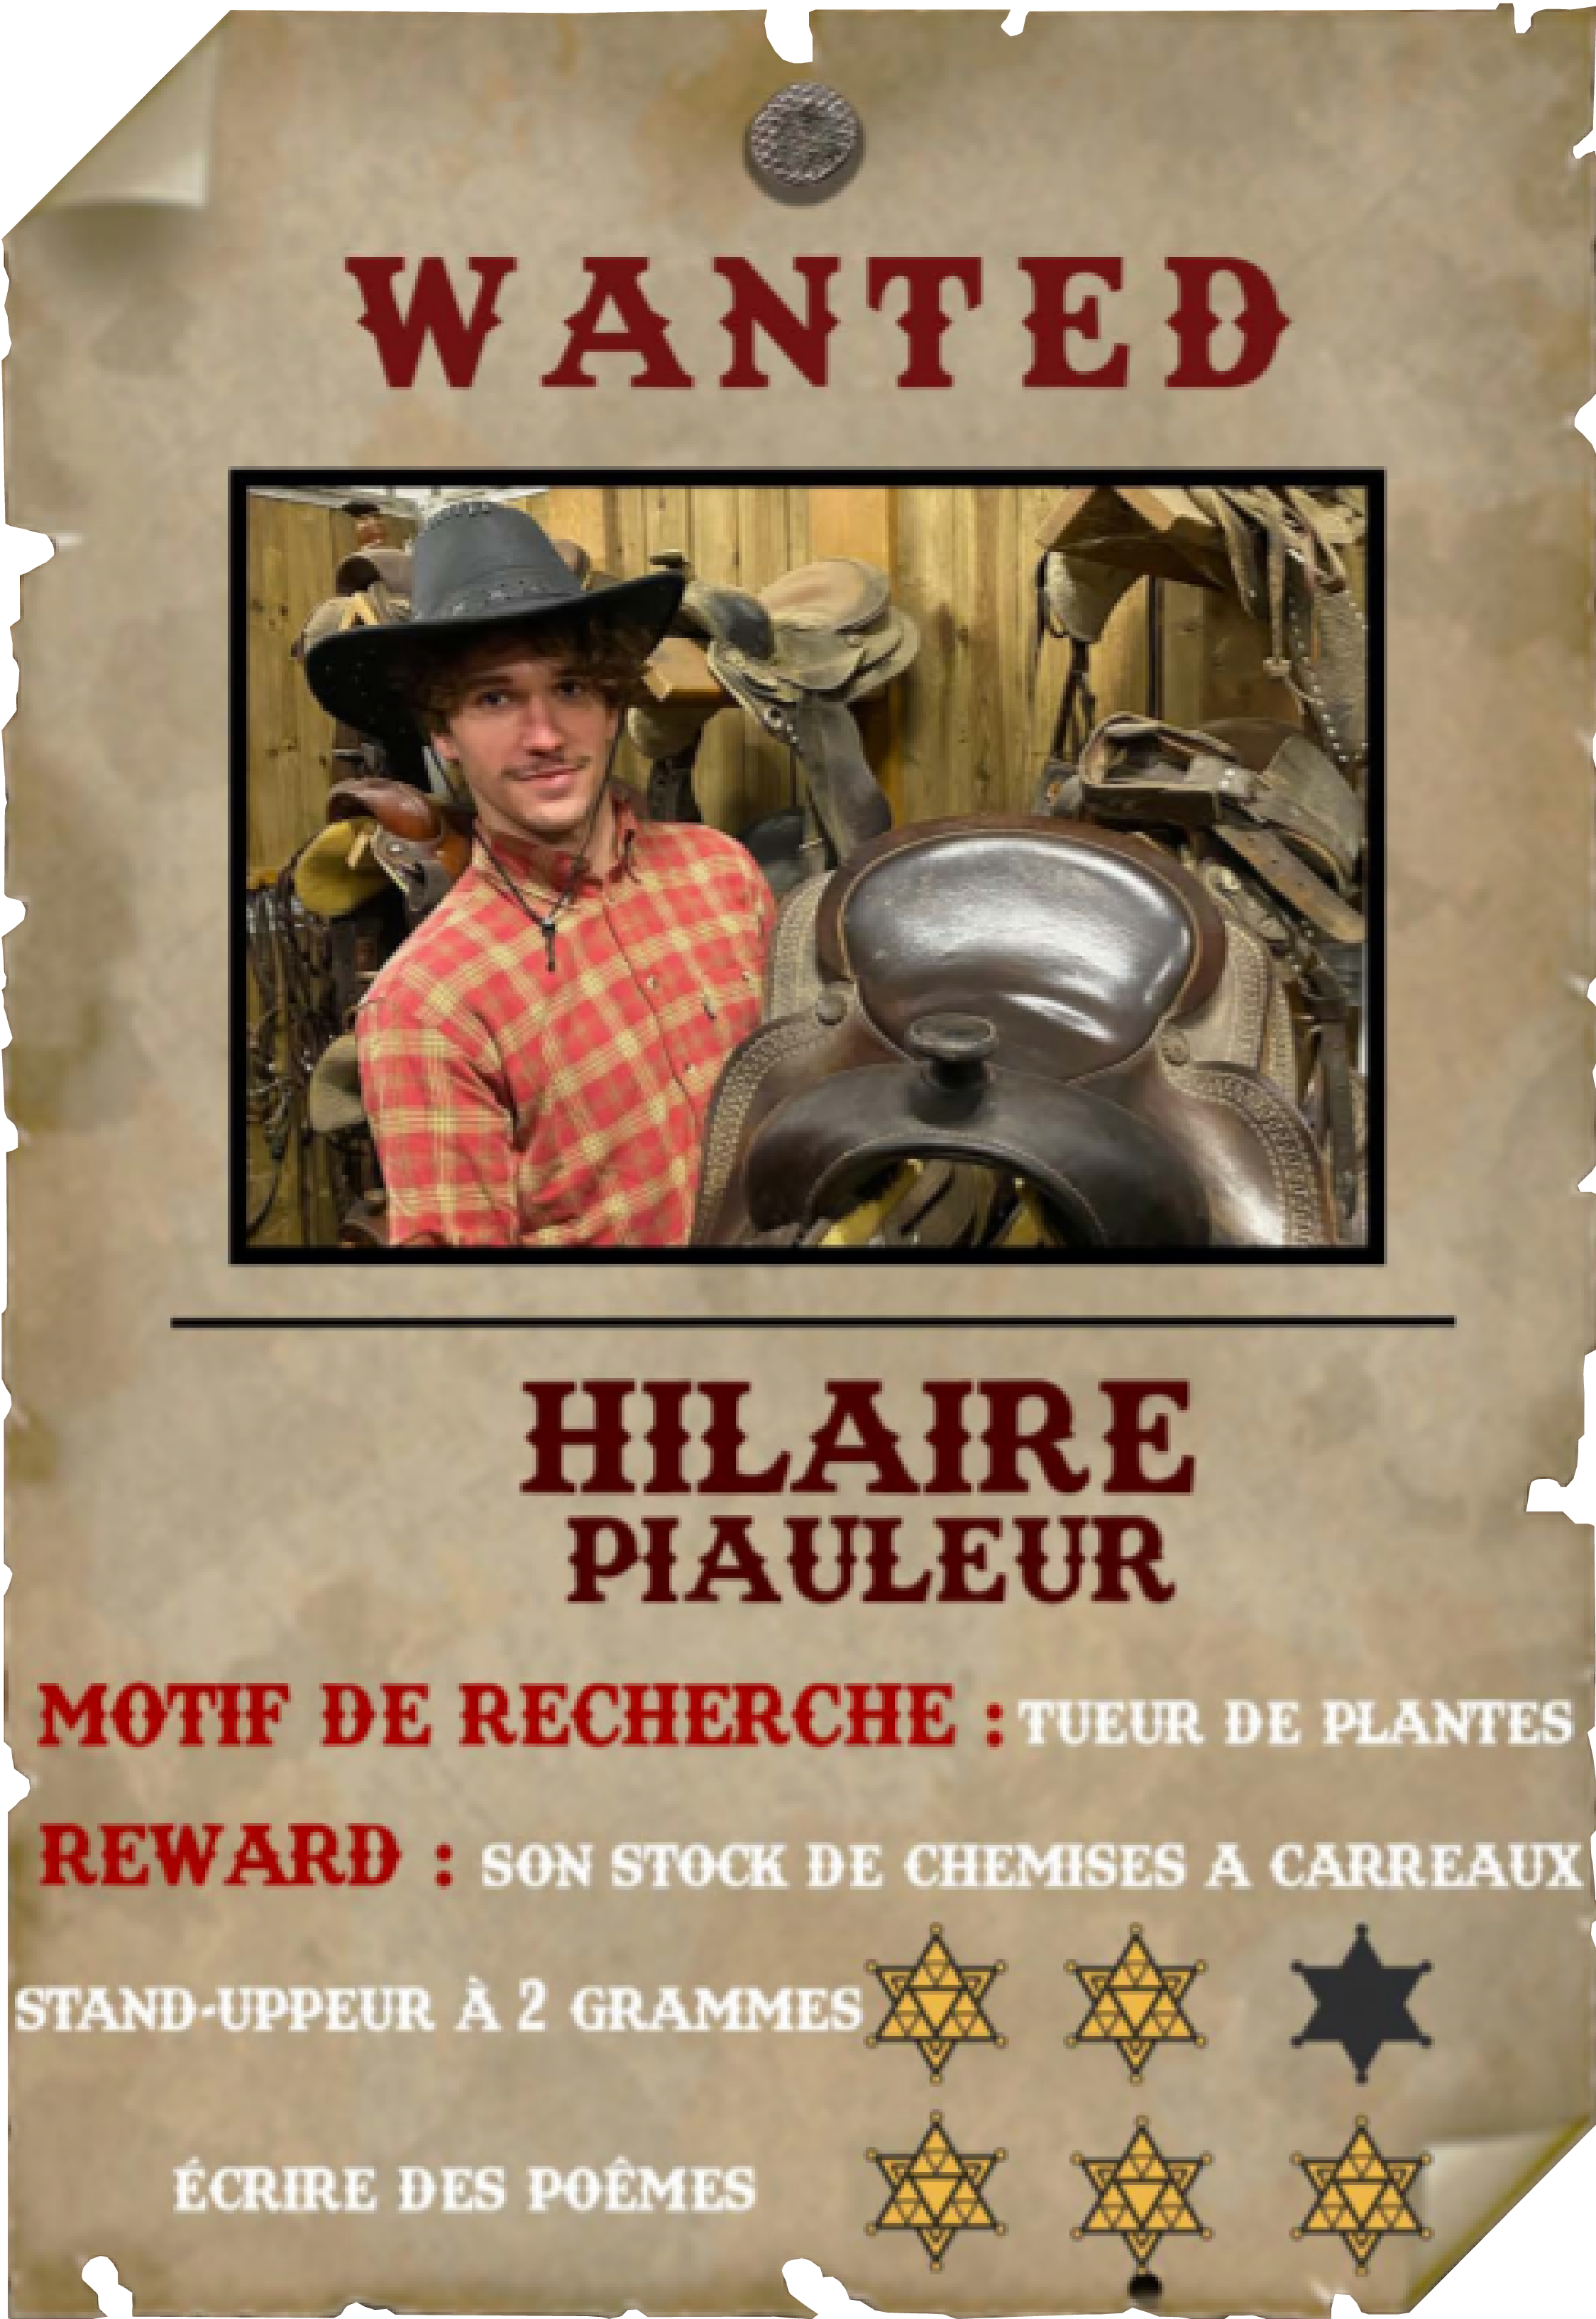 WANTED
HILAIRE
PIAULEUR
MOTIF DE RECHERCHE : TUEUR DE PLANTES
REWARD : SON STOCK DE CHEMISES A CARREAUX
STAND-UPPEUR À 2 GRAMMES
ÉCRIRE DES POÊMES